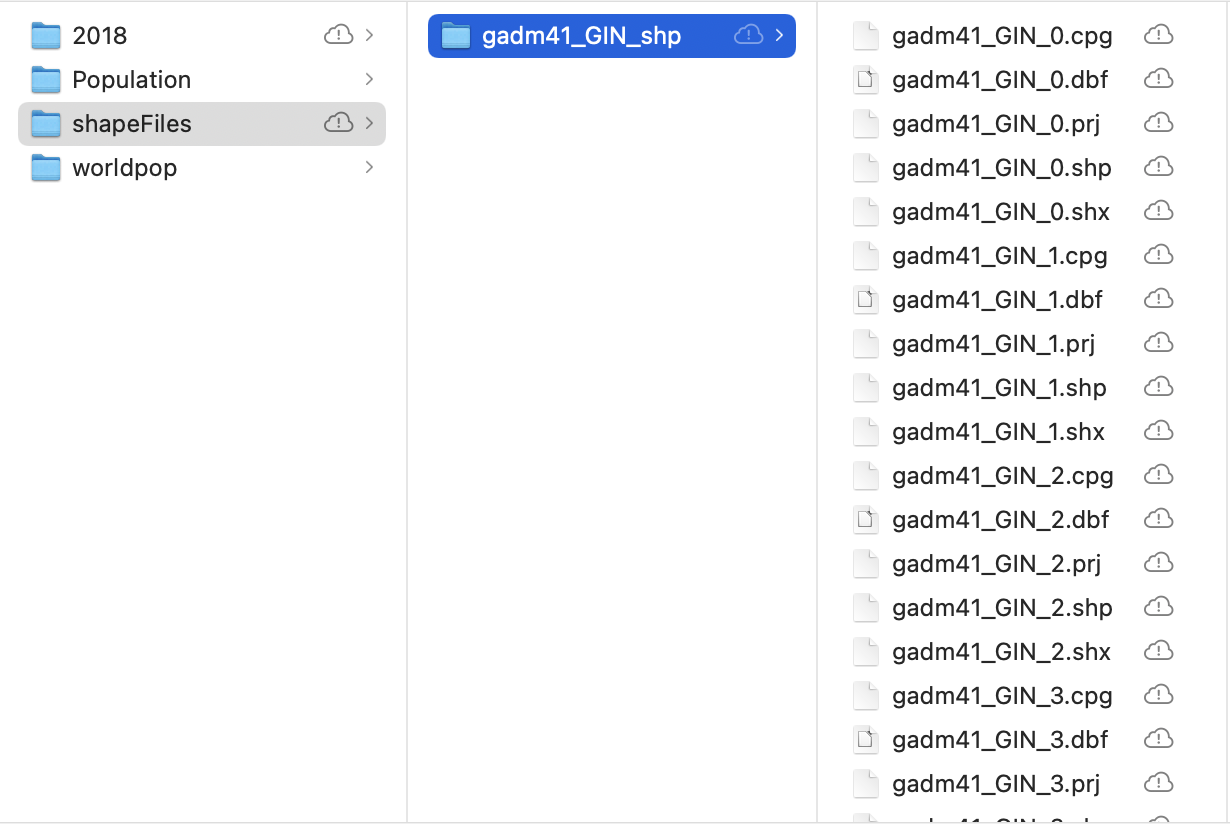 2018
Population
shapeFiles
worldpop
gadm41_GIN_shp
gadm41_GIN_0.cpg
gadm41_GIN_0.dbf
gadm41_GIN_0.prj
gadm41_GIN_0.shp
gadm41_GIN_0.shx
gadm41_GIN_1.cpg
gadm41_GIN_1.dbf
gadm41_GIN_1.prj
gadm41_GIN_1.shp
gadm41_GIN_1.shx
gadm41_GIN_2.cpg
gadm41_GIN_2.dbf
gadm41_GIN_2.prj
gadm41_GIN_2.shp
gadm41_GIN_2.shx
gadm41_GIN_3.cpg
gadm41_GIN_3.dbf
gadm41_GIN_3.prj